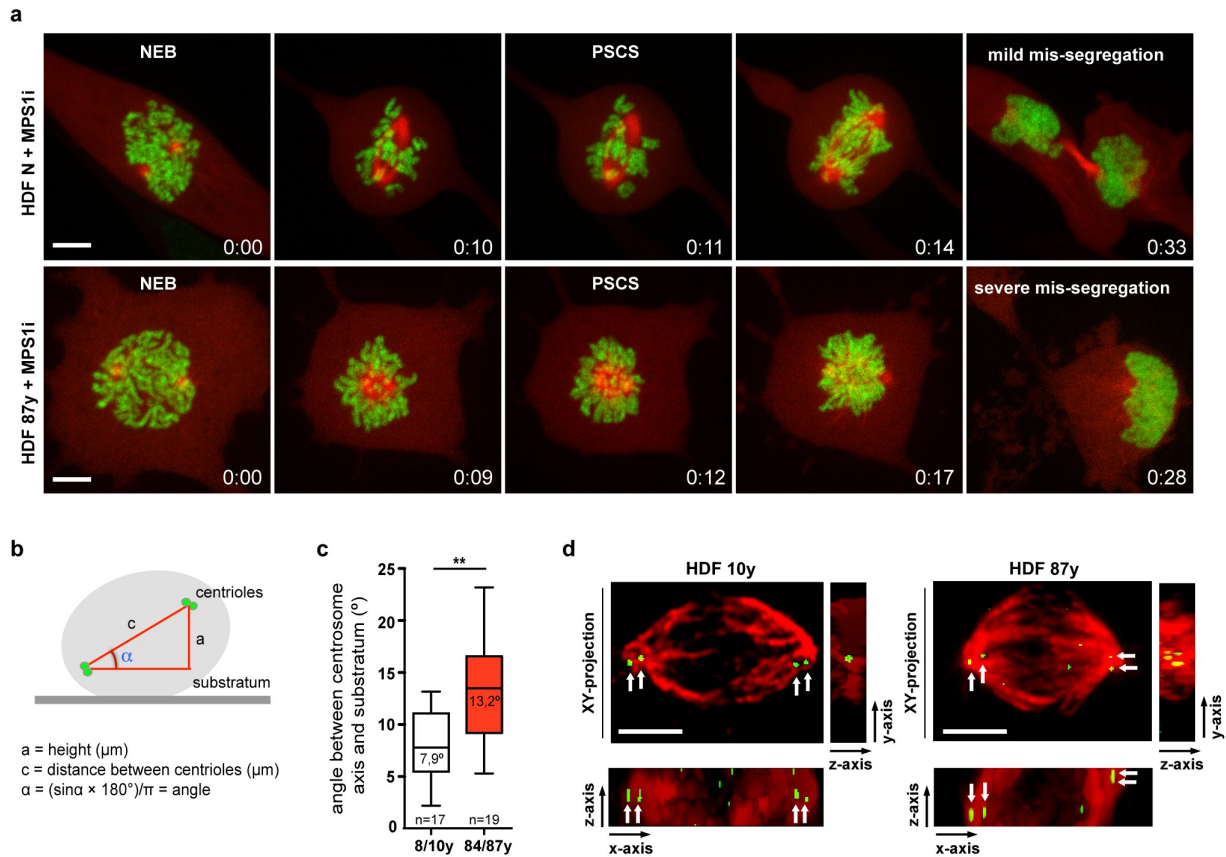 a
NEB
PSCS
mild mis-segregation
HDF N + MPS1i
0:00
0:10
0:11
0:14
0:33
NEB
PSCS
severe mis-segregation
HDF 87y + MPS1i
0:00
0:09
0:12
0:17
0:28
b
centrioles
c
a
α
substratum
a = height (µm)
c = distance between centrioles (µm)
α = (sinα × 180°)/π = angle
c
angle between centrosome
axis and substratum (º)
25
20
15
10
5
0
**
7,9º
13,2º
n=17
n=19
8/10y
84/87y
d
HDF 10y
HDF 87y
XY-projection
y-axis
z-axis
z-axis
x-axis
XY-projection
y-axis
z-axis
z-axis
x-axis